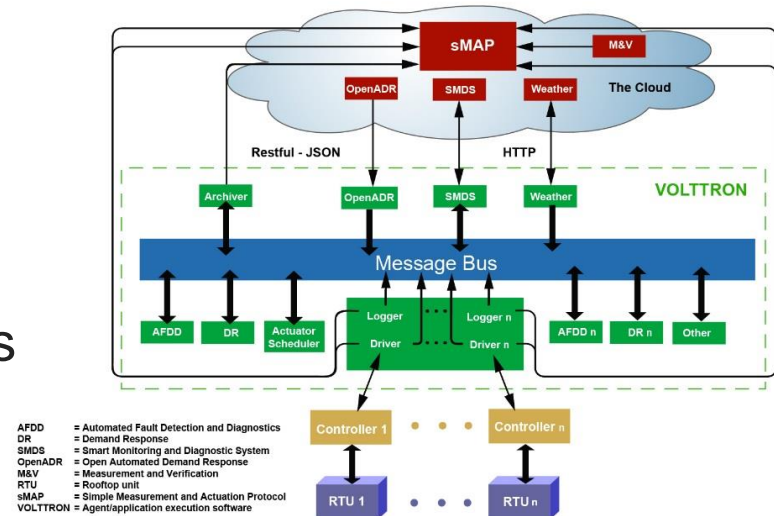 sMAP
M&V
OpenADR
SMDS
Weather
The Cloud
Restful - JSON
HTTP
VOLTTRON
Archiver
OpenADR
SMDS
Weather
Message Bus
AFDD
DR
Actuator
Scheduler
Logger
Logger n
Driver
Driver n
AFDD n
DR n
Other
s
Controller 1
Controller n
RTU 1
RTU n
AFDD = Automated Fault Detection and Diagnostics
DR = Demand Response
SMDS = Smart Monitoring and Diagnostic System
OpenADR = Open Automated Demand Response
M&V = Measurement and Verification
RTU = Rooftop unit
sMAP = Simple Measurement and Actuation Protocol
VOLTTRON = Agent/application execution software